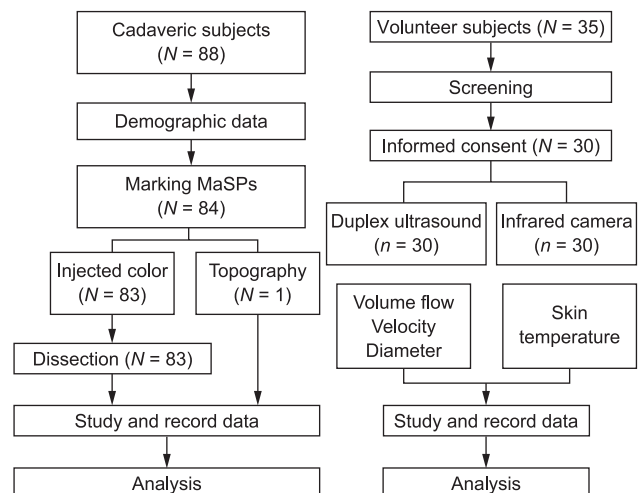 Cadaveric subjects
(N = 88)
Demographic data
Marking MaSPs
(N = 84)
Injected color
(N = 83)
Topography
(N = 1)
Dissection (N = 83)
Study and record data
Analysis
Volunteer subjects (N = 35)
Screening
Informed consent (N = 30)
Duplex ultrasound
(n = 30)
Infrared camera
(n = 30)
Volume flow
Velocity
Diameter
Skin
temperature
Study and record data
Analysis